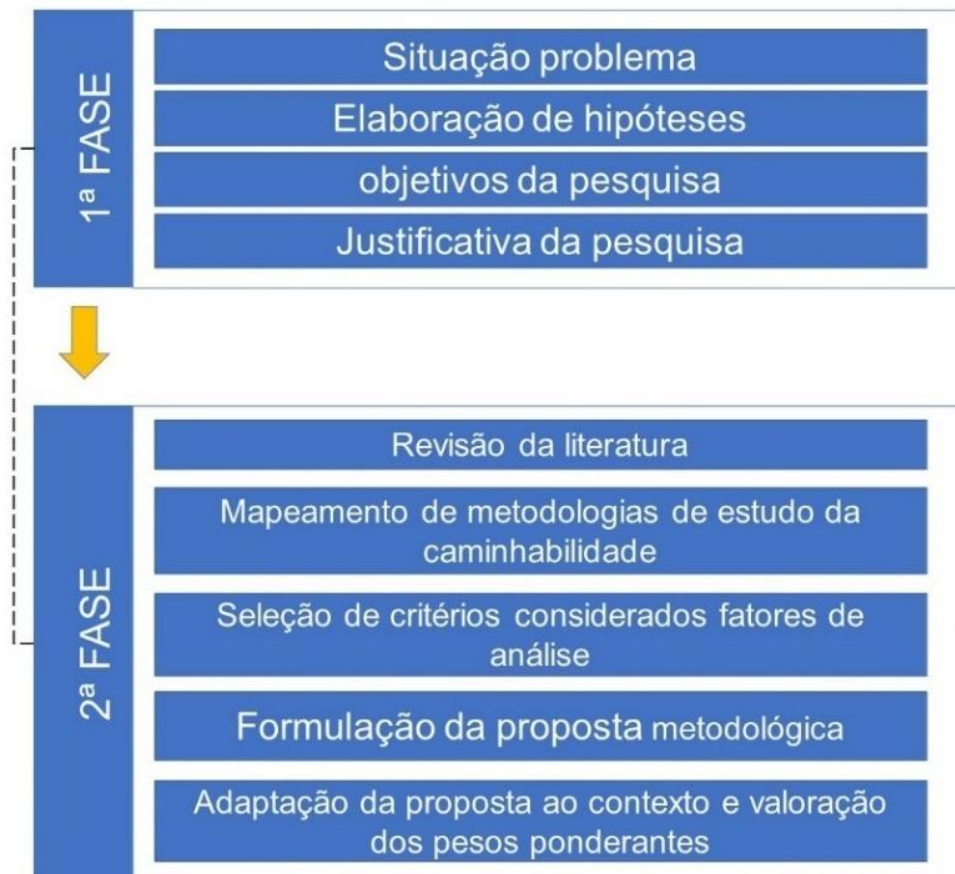 1ª FASE
Situação problema
Elaboração de hipóteses
objetivos da pesquisa
Justificativa da pesquisa
2ª FASE
Revisão da literatura
Mapeamento de metodologias de estudo da
caminhabilidade
Seleção de critérios considerados fatores de
análise
Formulação da proposta metodológica
Adaptação da proposta ao contexto e valoração
dos pesos ponderantes